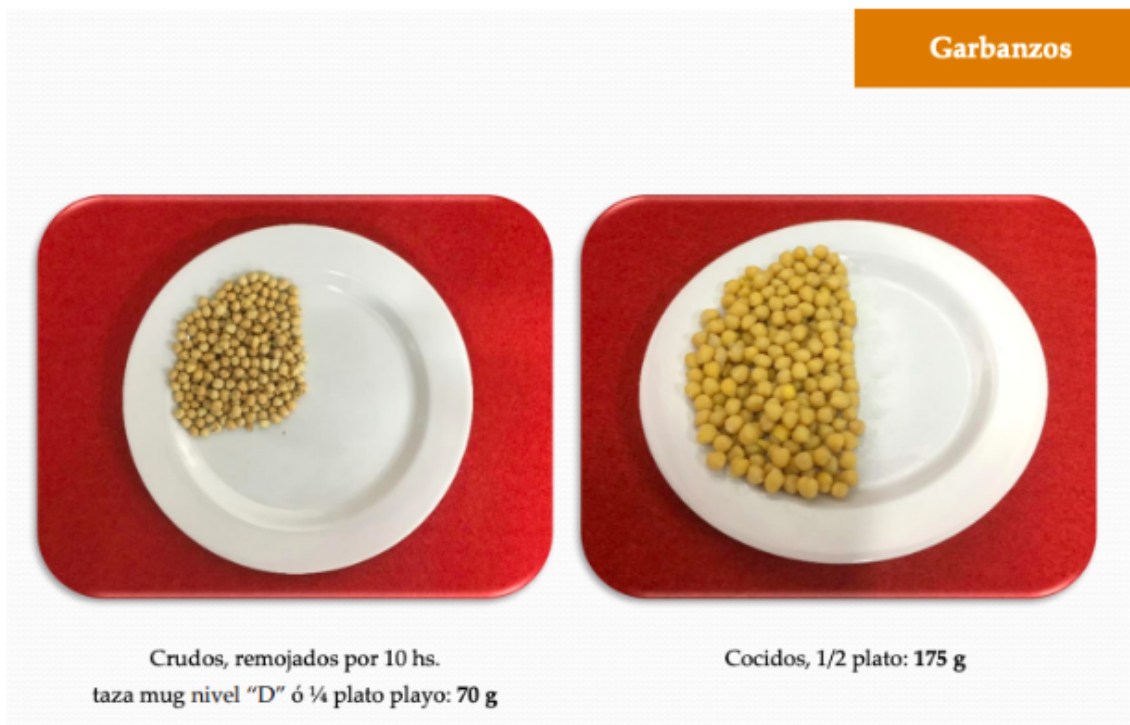 Garbanzos
Crudos, remojados por 10 hs.
taza mug nivel “D” ó ¼ plato playo: 70 g
Cocidos, 1/2 plato: 175 g